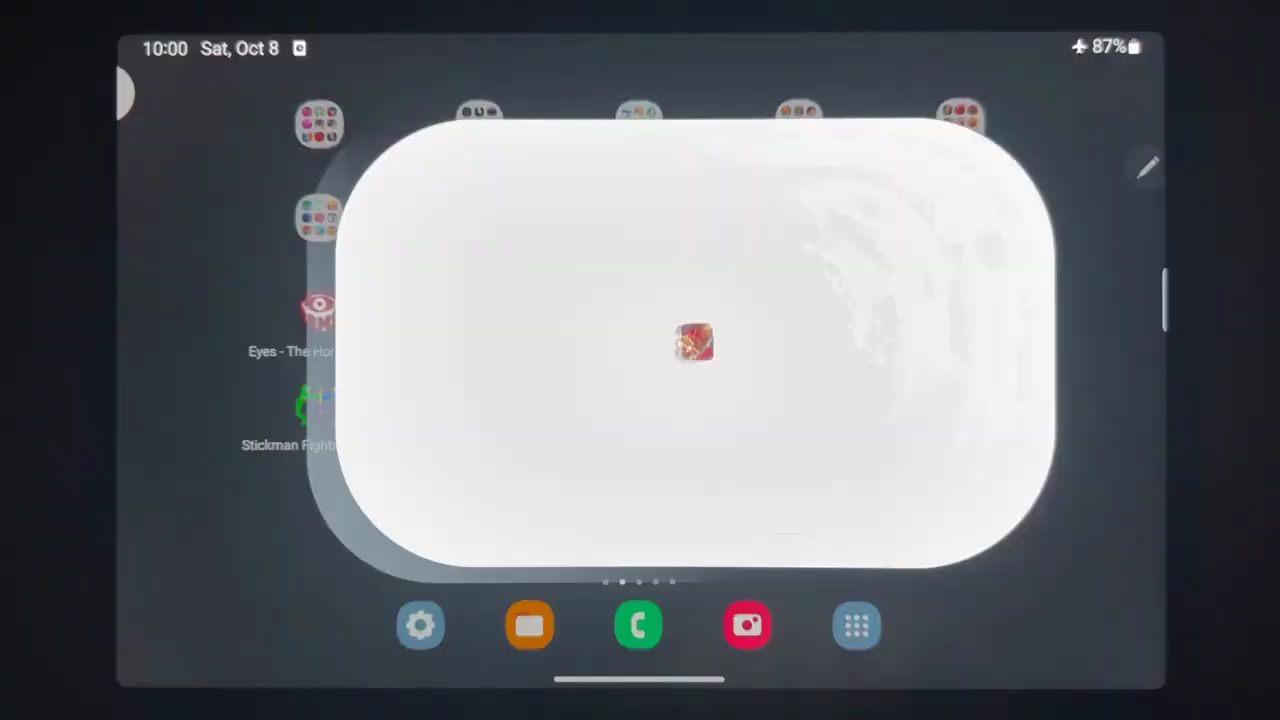 10:00 Sat, Oct 8
87%
Eyes - The Hor
Stickman Fight